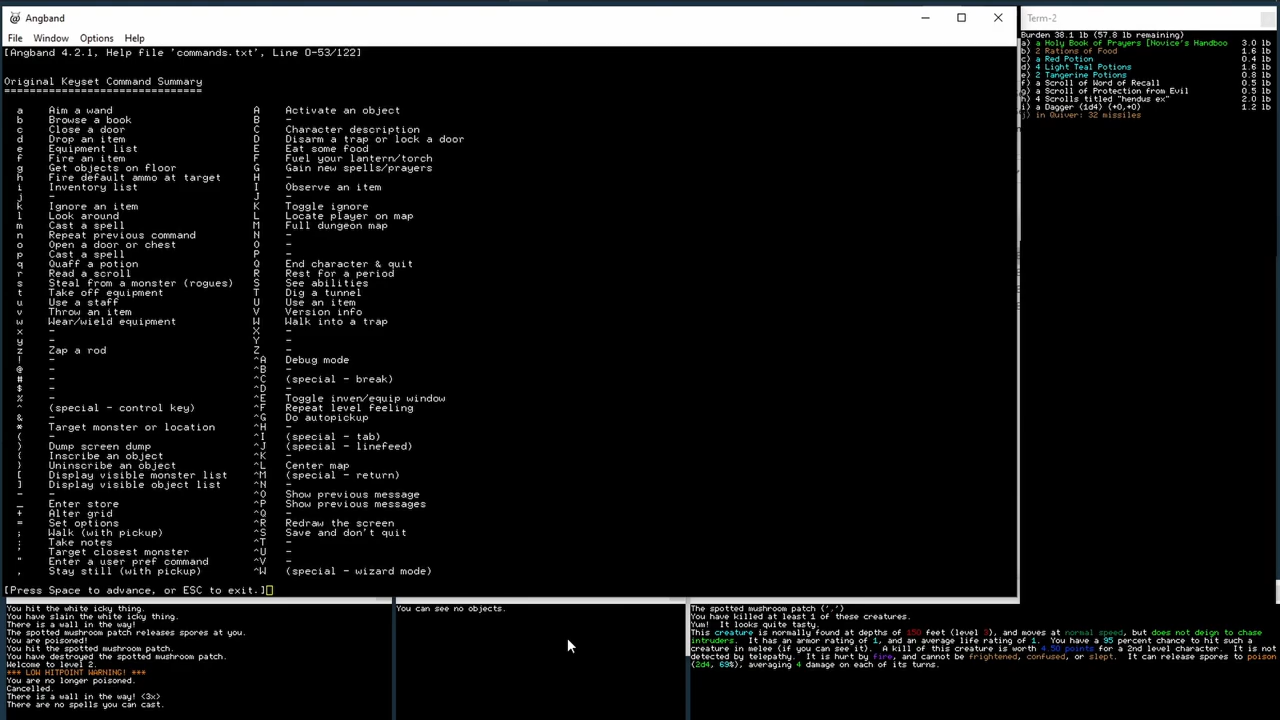 Angband
File Window Options Help
[Angband 4.2.1, Help file 'commands.txt', Line 0-53/122]
Original Keyset Command Summary
===============================
a Aim a wand A Activate an object
b Browse a book B -
c Close a door C Character description
d Drop an item D Disarm a trap or lock a door
e Equipment list E Eat some food
f Fire an item F Fuel your lantern/torch
g Get objects on floor G Gain new spells/prayers
h Fire default ammo at target H -
i Inventory list I Observe an item
j - J -
k Ignore an item K Toggle ignore
l Look around L Locate player on map
m Cast a spell M Full dungeon map
n Repeat previous command N -
o Open a door or chest O -
p Cast a spell P -
q Quaff a potion Q End character & quit
r Read a scroll R Rest for a period
s Steal from a monster (rogues) S See abilities
t Take off equipment T Dig a tunnel
u Use a staff U Use an item
v Throw an item V Version info
w Wear/wield equipment W Walk into a trap
x - X -
y - Y -
z Zap a rod Z -
! - ^A Debug mode
@ - ^B -
# - ^C (special - break)
$ - ^D -
% - ^E Toggle inven/equip window
^ (special - control key) ^F Repeat level feeling
& - ^G Do autopickup
* Target monster or location ^H -
( - ^I (special - tab)
) Dump screen dump ^J (special - linefeed)
{ Inscribe an object ^K -
} Uninscribe an object ^L Center map
[ Display visible monster list ^M (special - return)
] Display visible object list ^N -
- - ^O Show previous message
_ Enter store ^P Show previous messages
+ Alter grid ^Q -
= Set options ^R Redraw the screen
; Walk (with pickup) ^S Save and don't quit
: Take notes ^T -
' Target closest monster ^U -
" Enter a user pref command ^V -
, Stay still (with pickup) ^W (special - wizard mode)
[Press Space to advance, or ESC to exit.]
Term-2
Burden 38.1 lb (57.8 lb remaining)
a) a Holy Book of Prayers [Novice's Handboo 3.0 lb
b) 2 Rations of Food 1.6 lb
c) a Red Potion 0.4 lb
d) 4 Light Teal Potions 1.6 lb
e) 2 Tangerine Potions 0.8 lb
f) a Scroll of Word of Recall 0.5 lb
g) a Scroll of Protection from Evil 0.5 lb
h) 4 Scrolls titled "hendus ex" 2.0 lb
i) a Dagger (1d4) (+0,+0) 1.2 lb
j) in Quiver: 32 missiles
You hit the white icky thing.
You have slain the white icky thing.
There is a wall in the way!
The spotted mushroom patch releases spores at you.
You are poisoned!
You hit the spotted mushroom patch.
You have destroyed the spotted mushroom patch.
Welcome to level 2.
*** LOW HITPOINT WARNING! ***
You are no longer poisoned.
Cancelled.
There is a wall in the way! <3x>
There are no spells you can cast.
You can see no objects.
The spotted mushroom patch (',')
You have killed at least 1 of these creatures.
Yum! It looks quite tasty.
This creature is normally found at depths of 150 feet (level 3), and moves at normal speed, but does not deign to chase
intruders. It has an armor rating of 1, and an average life rating of 1. You have a 95 percent chance to hit such a
creature in melee (if you can see it). A kill of this creature is worth 4.50 points for a 2nd level character. It is not
detected by telepathy. It is hurt by fire, and cannot be frightened, confused, or slept. It can release spores to poison
(2d4, 69%), averaging 4 damage on each of its turns.